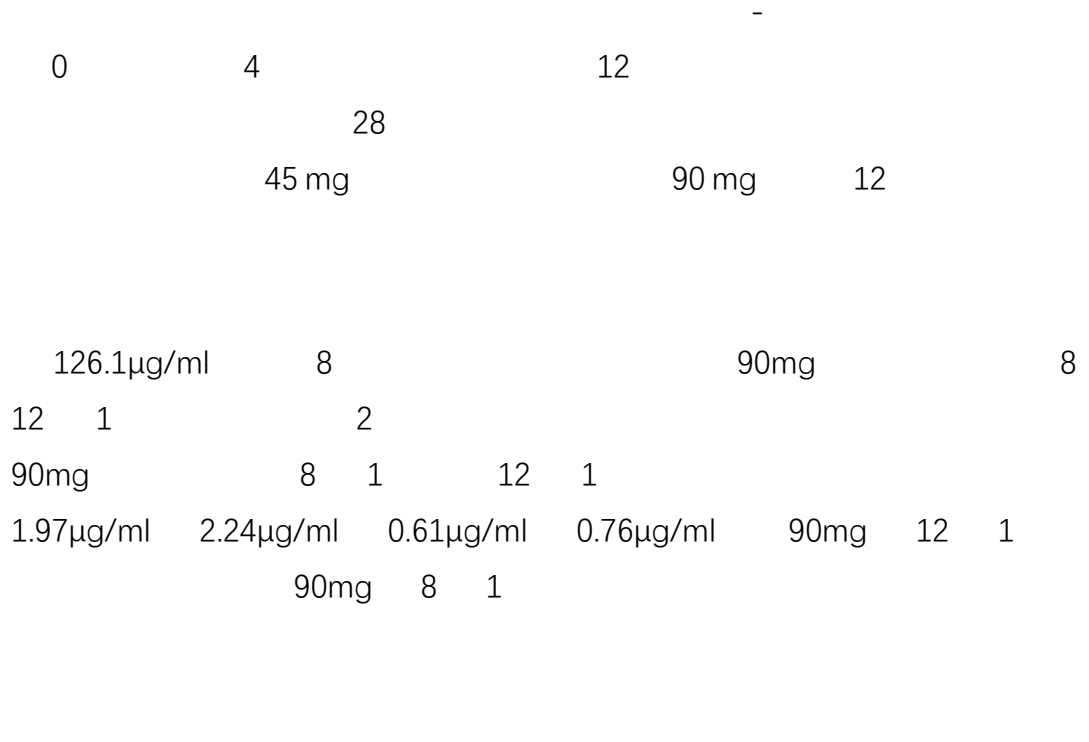 -
0 4 12
28
45 mg 90 mg 12
126.1μg/ml 8 90mg 8
12 1 2
90mg 8 1 12 1
1.97μg/ml 2.24μg/ml 0.61μg/ml 0.76μg/ml 90mg 12 1
90mg 8 1